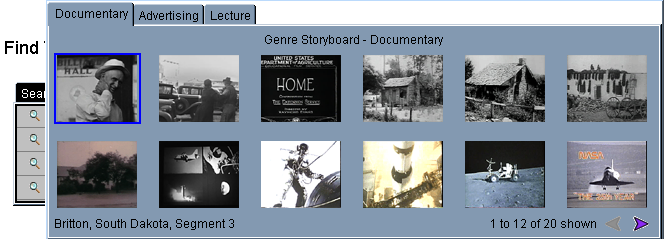 Documentary
Advertising
Lecture
Genre Storyboard - Documentary
Find
Sear
HALL
UNITED STATES
DEPARTMENT OF AGRICULTURE
HOME
THE EXTENSION SERVICE
Britton, South Dakota, Segment 3
1 to 12 of 20 shown